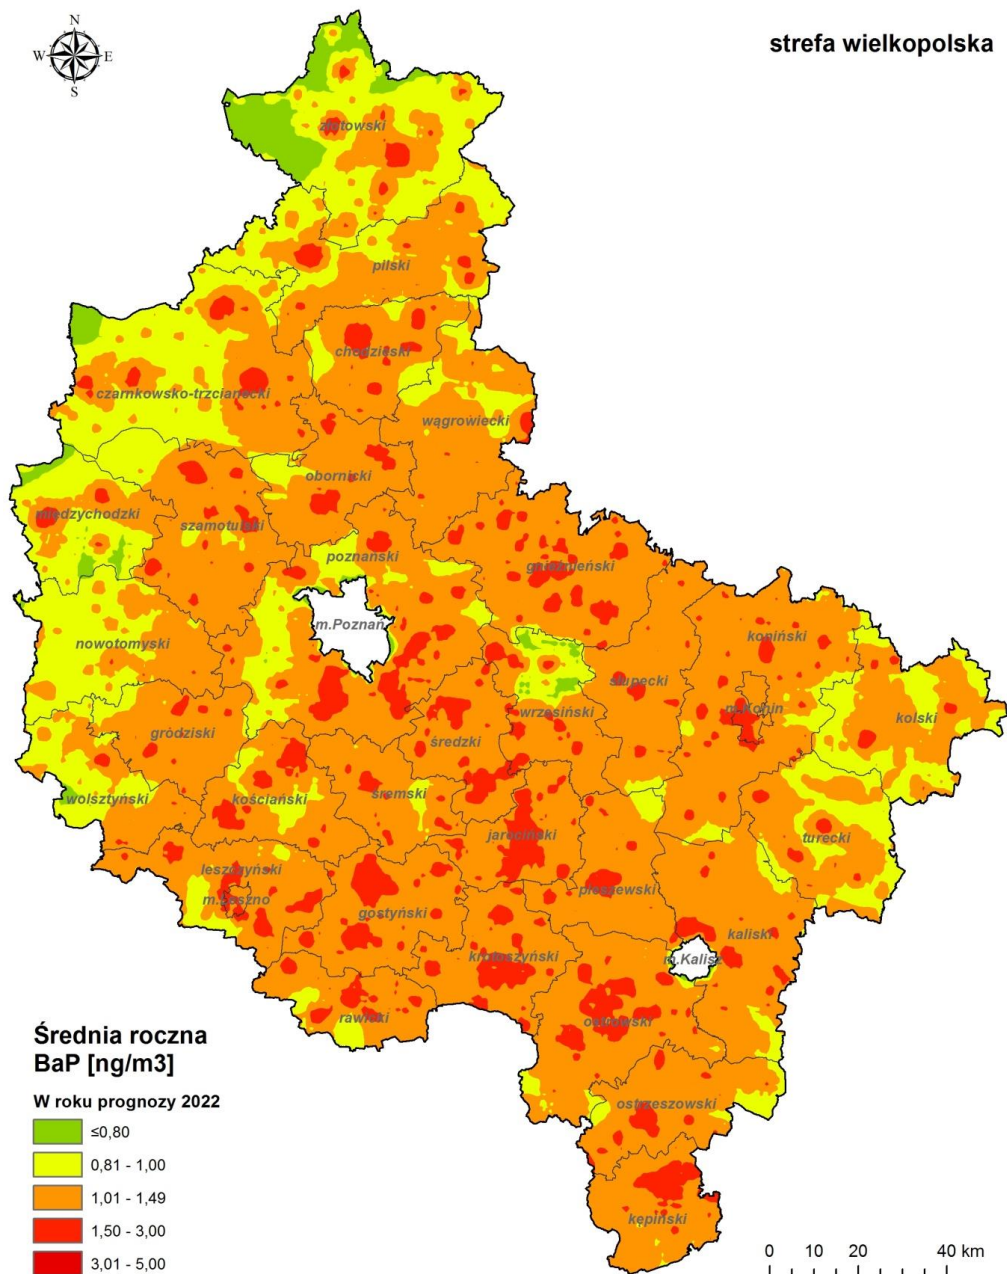 N
W E
S
strefa wielkopolska
złotowski
pilski
chodzieski
czarnkowsko-trzcianecki
wągrowiecki
obornicki
międzychodzki
szamotulski
poznański
gnieźnieński
m.Poznań
nowotomyski
koniński
słupecki
m.Konin
wrzesiński
kolski
gródziski
średzki
wolsztyński
kościański
śremski
jarociński
turecki
leszczyński
m.Leszno
pleszewski
gostyński
kaliski
krotoszyński
m.Kalisz
rawicki
ostrowski
ostrzeszowski
kępiński
Średnia roczna
BaP [ng/m3]
W roku prognozy 2022
≤0,80
0,81 - 1,00
1,01 - 1,49
1,50 - 3,00
3,01 - 5,00
0 10 20 40 km